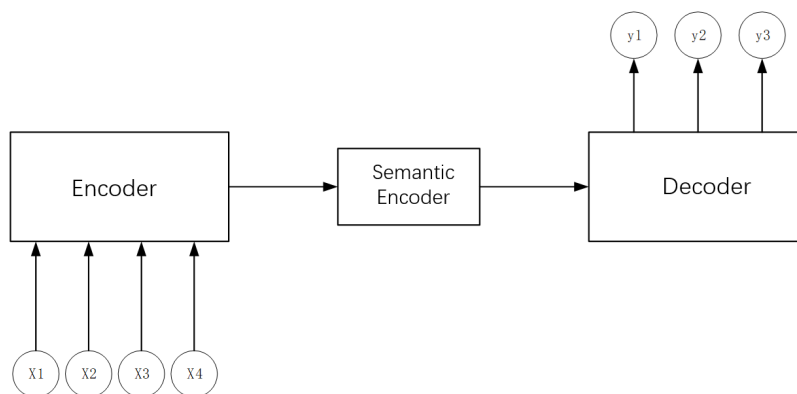 y1 y2 y3
Encoder
Semantic
Encoder
Decoder
X1 X2 X3 X4